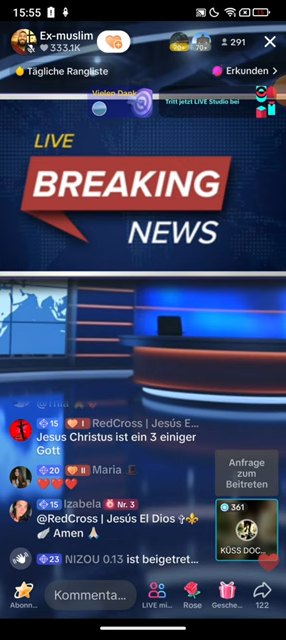 15:55
Ex-muslim
333.1K
70+
70+
291
Tägliche Rangliste
Erkunden
Vielen Dank
Tritt jetzt LIVE Studio bei
LIVE
BREAKING
NEWS
15 I RedCross | Jesús E...
Jesus Christus ist ein 3 einiger
Gott
20 II Maria
15 Izabela Nr. 3
@RedCross | Jesús El Dios
Amen
23 NIZOU 0.13 ist beigetret...
Anfrage
zum
Beitreten
361
KÜSS DOC...
Abonn...
Kommenta...
LIVE mi...
Rose
Gesche...
122